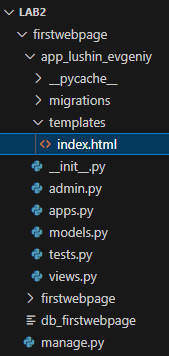 LAB2
firstwebpage
app_lushin_evgeniy
__pycache__
migrations
templates
index.html
__init__.py
admin.py
apps.py
models.py
tests.py
views.py
firstwebpage
db_firstwebpage
manage.py